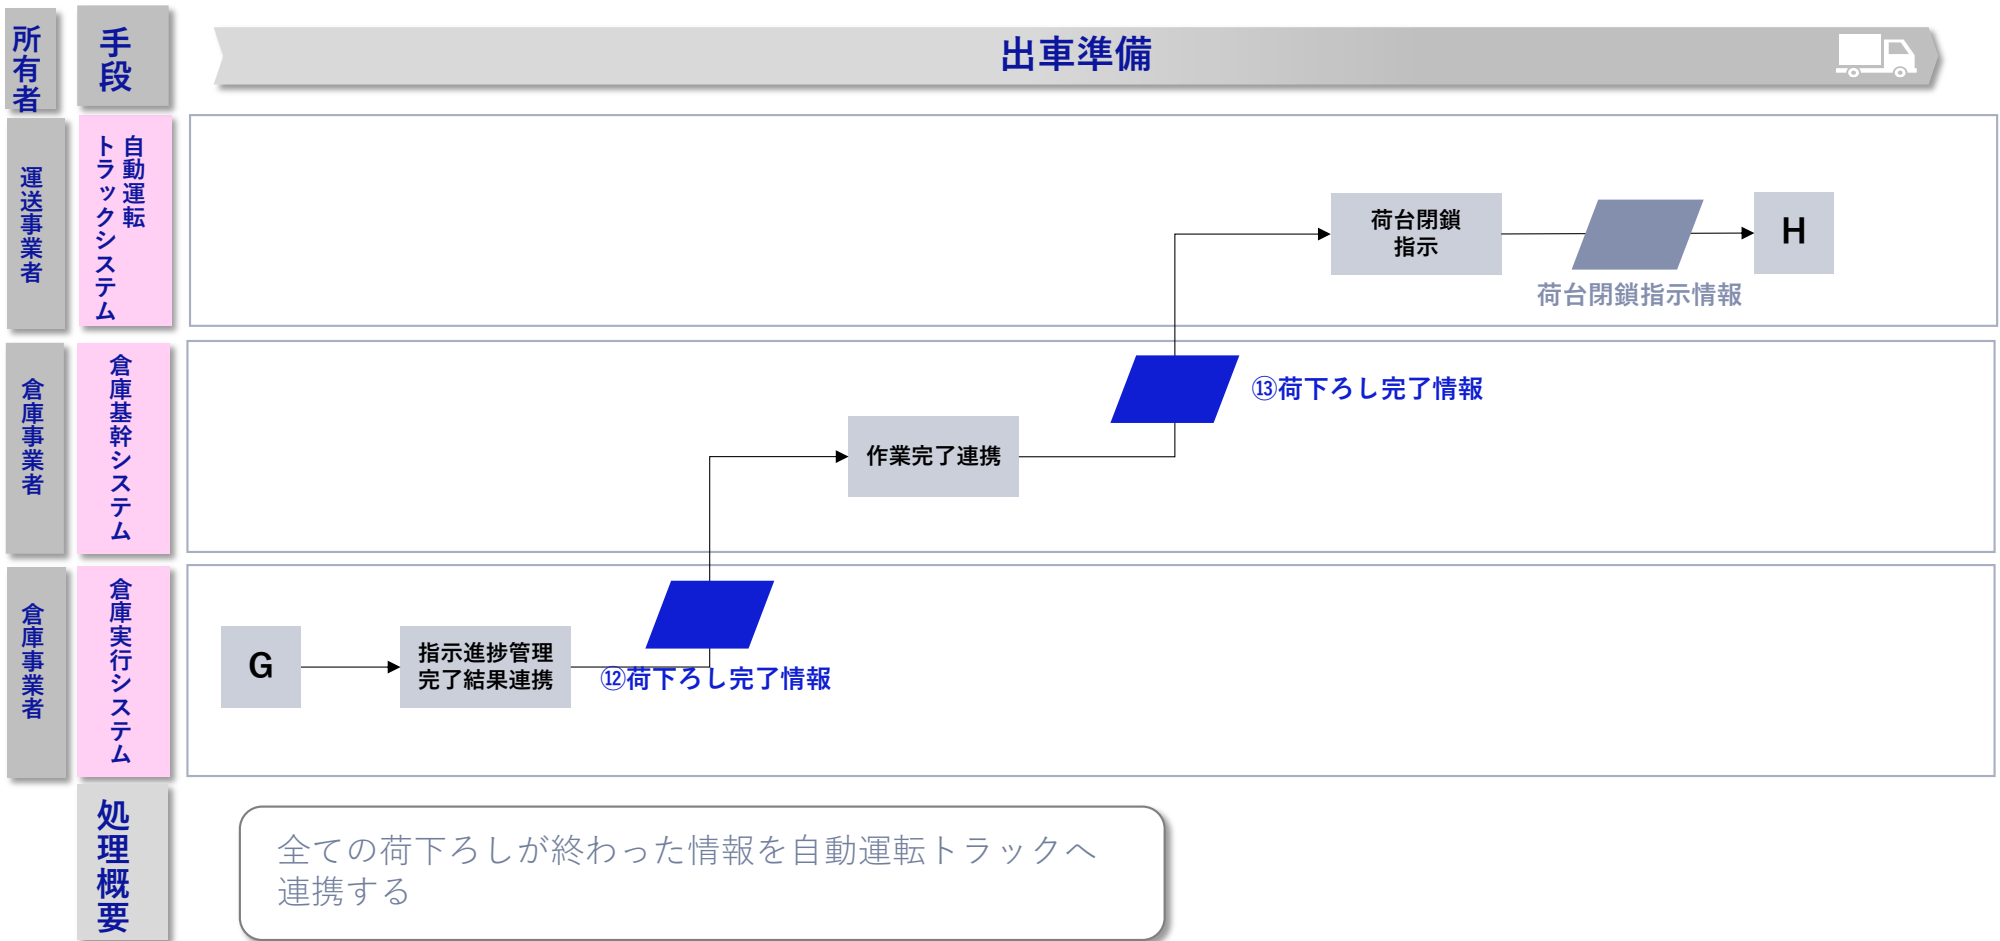 所有者
手段
出車準備
運送事業者
自動運転
トラックシステム
荷台閉鎖
指示
荷台閉鎖指示情報
H
倉庫事業者
倉庫基幹システム
作業完了連携
⑬荷下ろし完了情報
倉庫事業者
倉庫実行システム
G
指示進捗管理
完了結果連携
⑫荷下ろし完了情報
処理概要
全ての荷下ろしが終わった情報を自動運転トラックへ
連携する